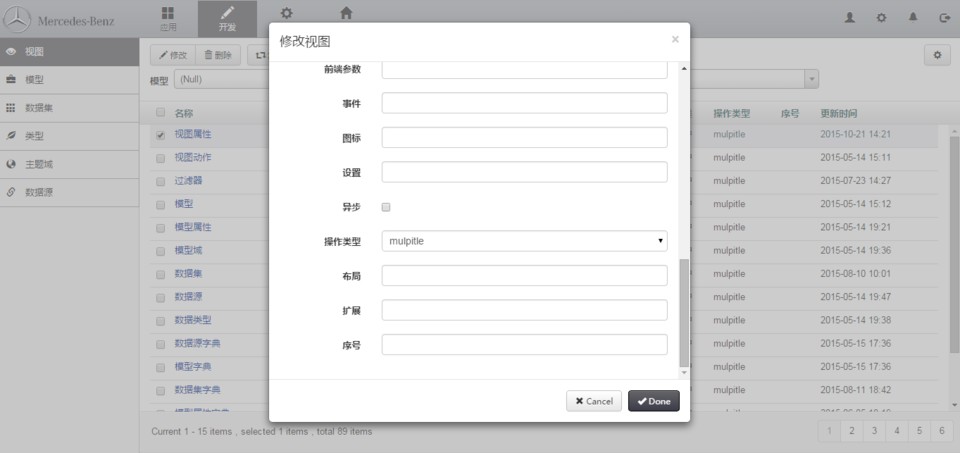 Mercedes-Benz
应用
开发
修改视图
×
视图
模型
数据集
类型
主题域
数据源
修改
删除
模型
(Null)
前端参数
事件
图标
设置
异步
操作类型
mulpitle
布局
扩展
序号
Cancel
Done
名称 操作类型 序号 更新时间
视图属性 mulpitle 2015-10-21 14:21
视图动作 mulpitle 2015-05-14 15:11
过滤器 mulpitle 2015-07-23 14:27
模型 mulpitle 2015-05-14 15:12
模型属性 mulpitle 2015-05-14 19:21
模型域 mulpitle 2015-05-14 19:36
数据集 mulpitle 2015-08-10 10:01
数据源 mulpitle 2015-05-14 19:47
数据类型 mulpitle 2015-05-14 19:38
数据源字典 mulpitle 2015-05-15 17:36
模型字典 mulpitle 2015-05-15 17:36
数据集字典 mulpitle 2015-08-11 18:42
Current 1 - 15 items , selected 1 items , total 89 items
1 2 3 4 5 6